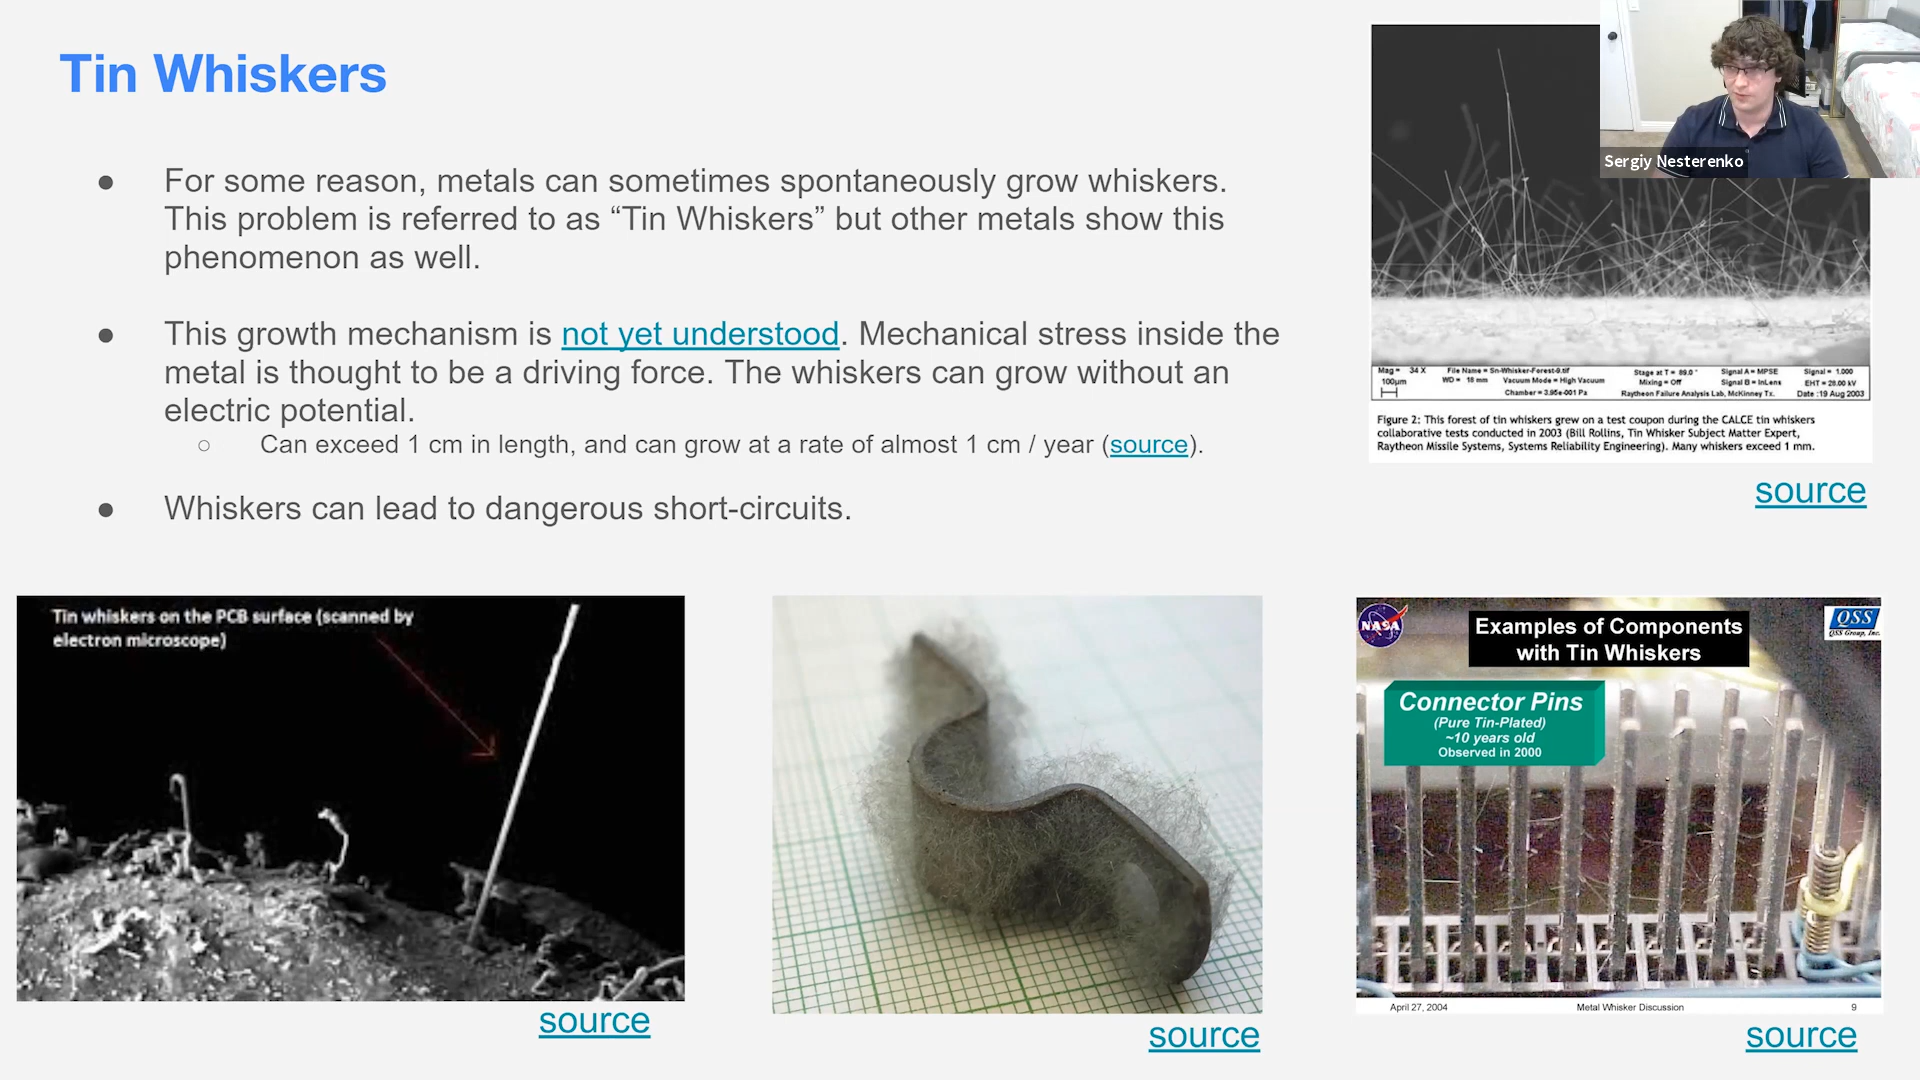 Tin Whiskers
Sergiy Nesterenko
● For some reason, metals can sometimes spontaneously grow whiskers.
This problem is referred to as “Tin Whiskers” but other metals show this
phenomenon as well.
● This growth mechanism is not yet understood. Mechanical stress inside the
metal is thought to be a driving force. The whiskers can grow without an
electric potential.
○ Can exceed 1 cm in length, and can grow at a rate of almost 1 cm / year (source).
● Whiskers can lead to dangerous short-circuits.
Mag = 34 X File Name = Sn-Whisker-Forest-9.tif Stage at T = 89.0 ° Signal A = MPSE Signal = 1.000
100µm WD = 18 mm Vacuum Mode = High Vacuum Mixing = Off Signal B = InLens EHT = 28.00 kV
Chamber = 3.95e-001 Pa Raytheon Failure Analysis Lab, McKinney Tx. Date :19 Aug 2003
Figure 2: This forest of tin whiskers grew on a test coupon during the CALCE tin whiskers
collaborative tests conducted in 2003 (Bill Rollins, Tin Whisker Subject Matter Expert,
Raytheon Missile Systems, Systems Reliability Engineering). Many whiskers exceed 1 mm.
source
Tin whiskers on the PCB surface (scanned by
electron microscope)
source
source
NASA
Examples of Components
with Tin Whiskers
QSS
QSS Group, Inc.
Connector Pins
(Pure Tin-Plated)
~10 years old
Observed in 2000
April 27, 2004 Metal Whisker Discussion 9
source